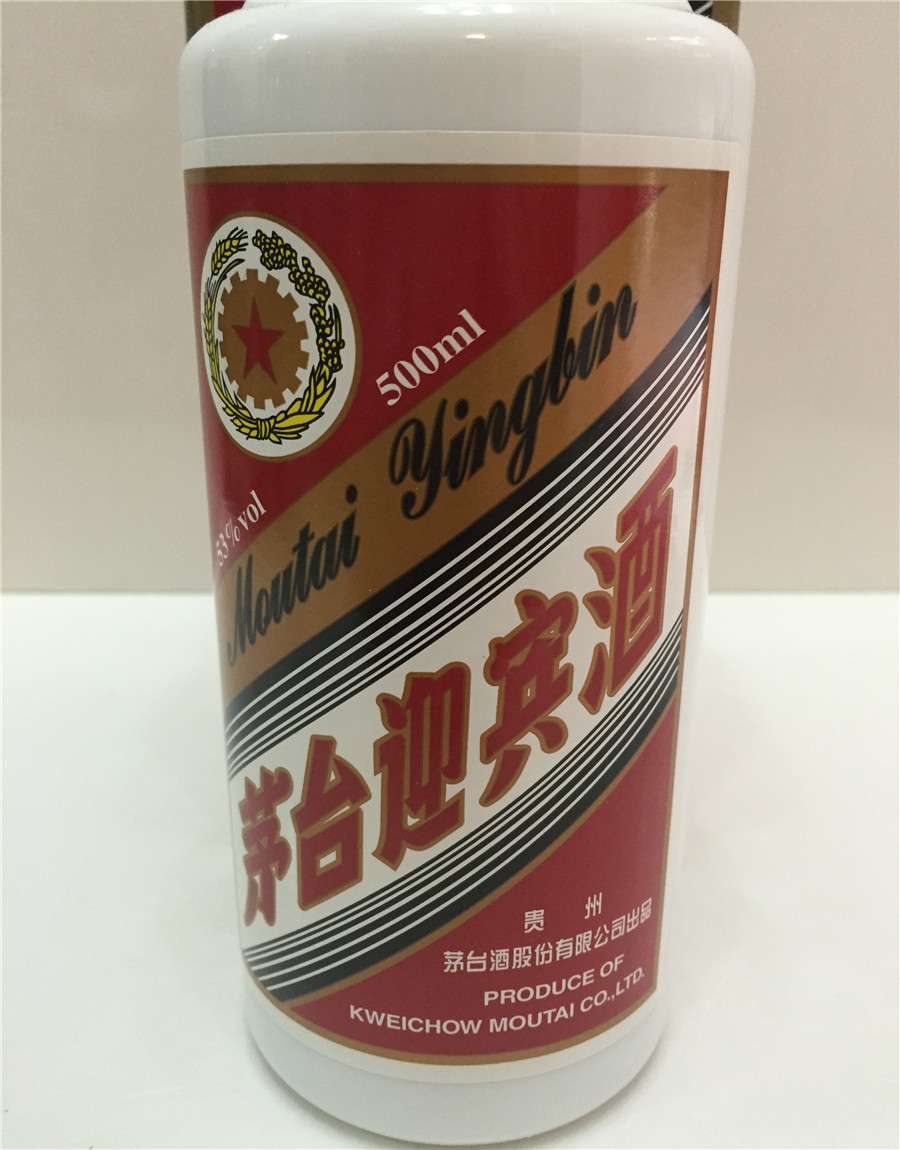 500ml
53%vol
Moutai Yingbin
茅台迎宾酒
贵 州
茅台酒股份有限公司出品
PRODUCE OF
KWEICHOW MOUTAI CO.,LTD.